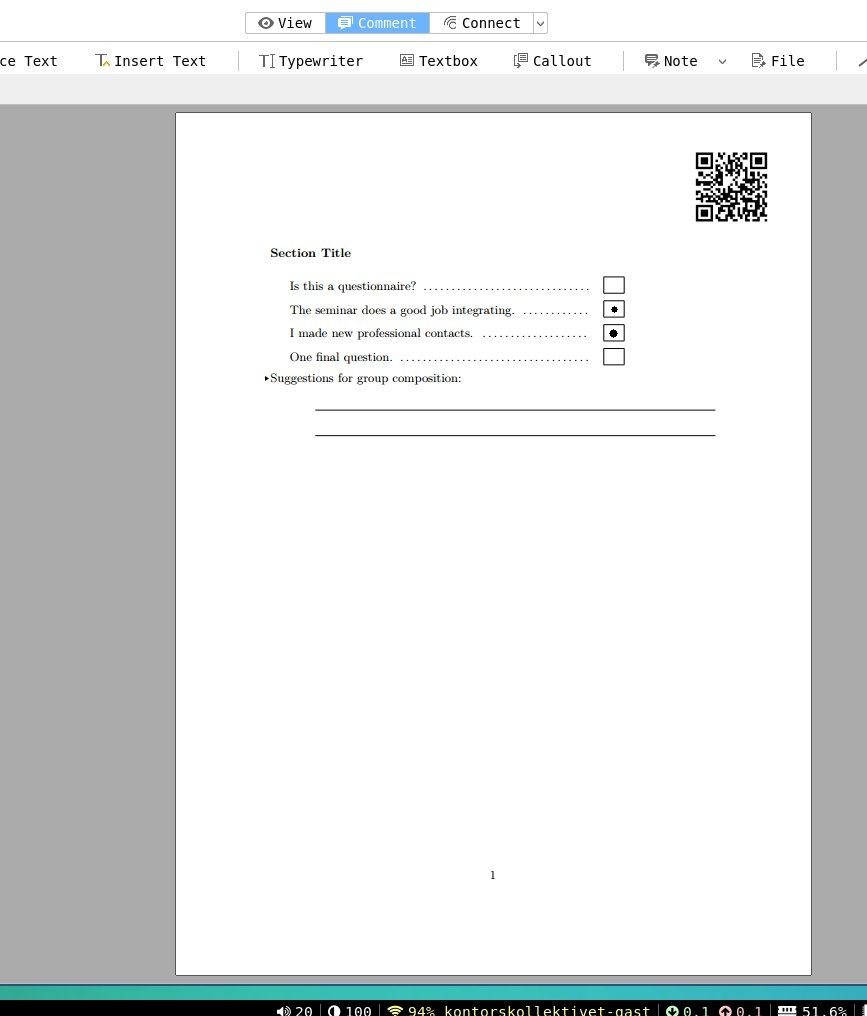 View Comment Connect
ce Text Insert Text Typewriter Textbox Callout Note File
Section Title
Is this a questionnaire? ..............................
The seminar does a good job integrating. ............
I made new professional contacts. ...................
One final question. ..................................
Suggestions for group composition:
1
20 100 94% kontorskollektivet-gast 0.1 0.1 51.6%